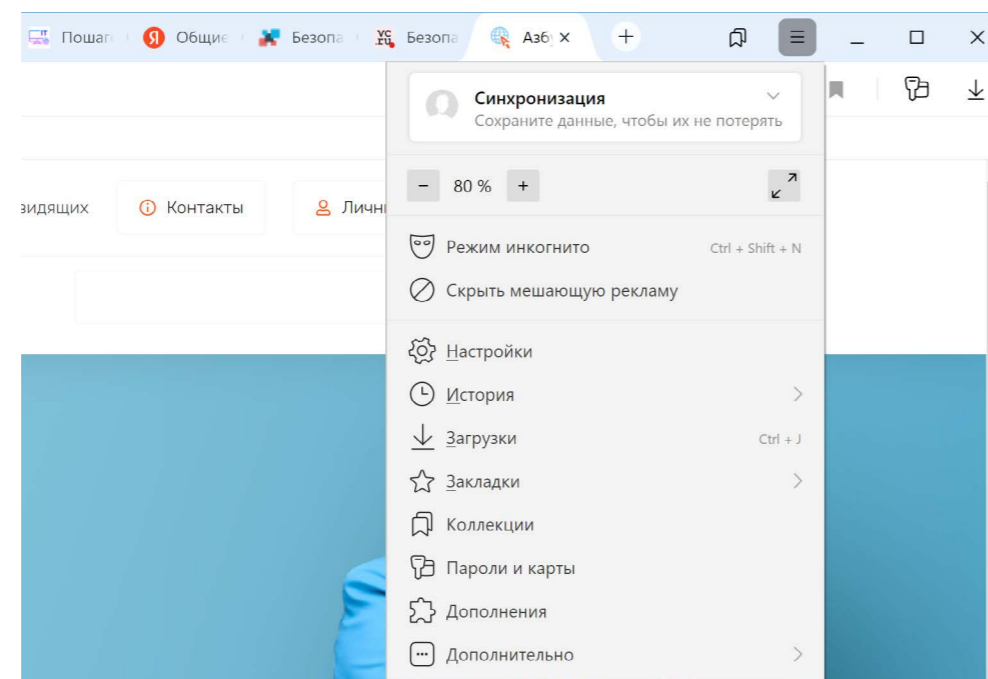 Пошаг Общие Безопа Безопа Азбу
Синхронизация
Сохраните данные, чтобы их не потерять
80 %
видящих Контакты Личн
Режим инкогнито Ctrl + Shift + N
Скрыть мешающую рекламу
Настройки
История
Загрузки Ctrl + J
Закладки
Коллекции
Пароли и карты
Дополнения
Дополнительно